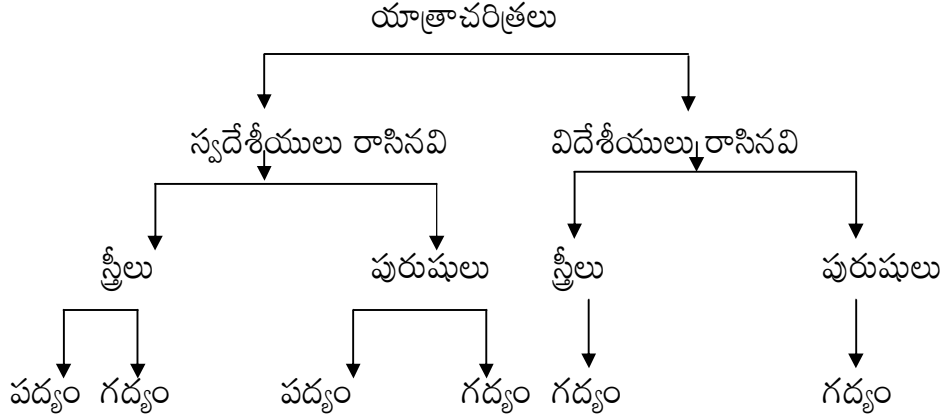 యాత్రాచరిత్రలు
స్వదేశీయులు రాసినవి విదేశీయులు రాసినవి
స్త్రీలు పురుషులు స్త్రీలు పురుషులు
పద్యం గద్యం పద్యం గద్యం గద్యం గద్యం